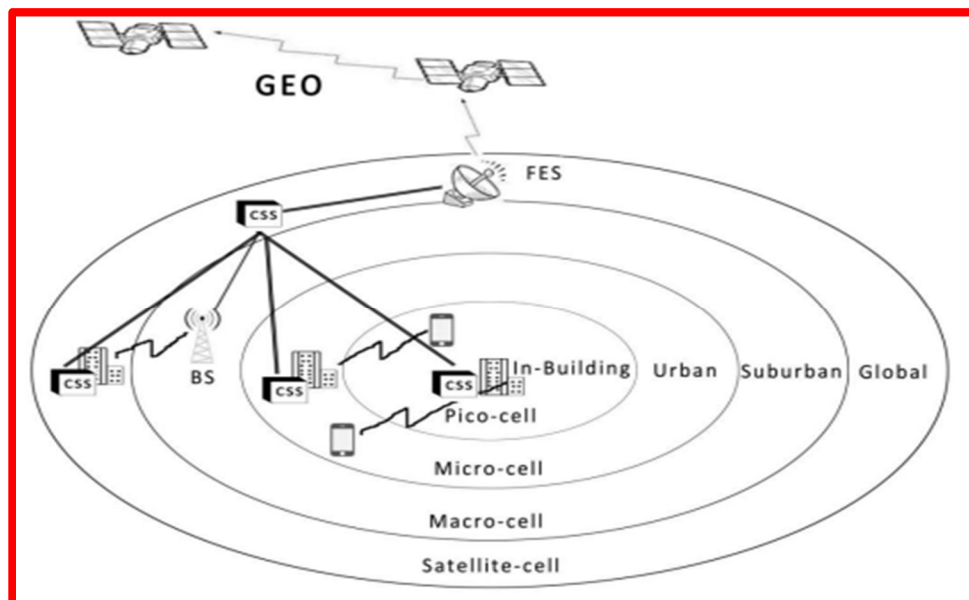 GEO
FES
CSS
BS
CSS
CSS
CSS
In-Building
Urban
Suburban
Global
Pico-cell
Micro-cell
Macro-cell
Satellite-cell